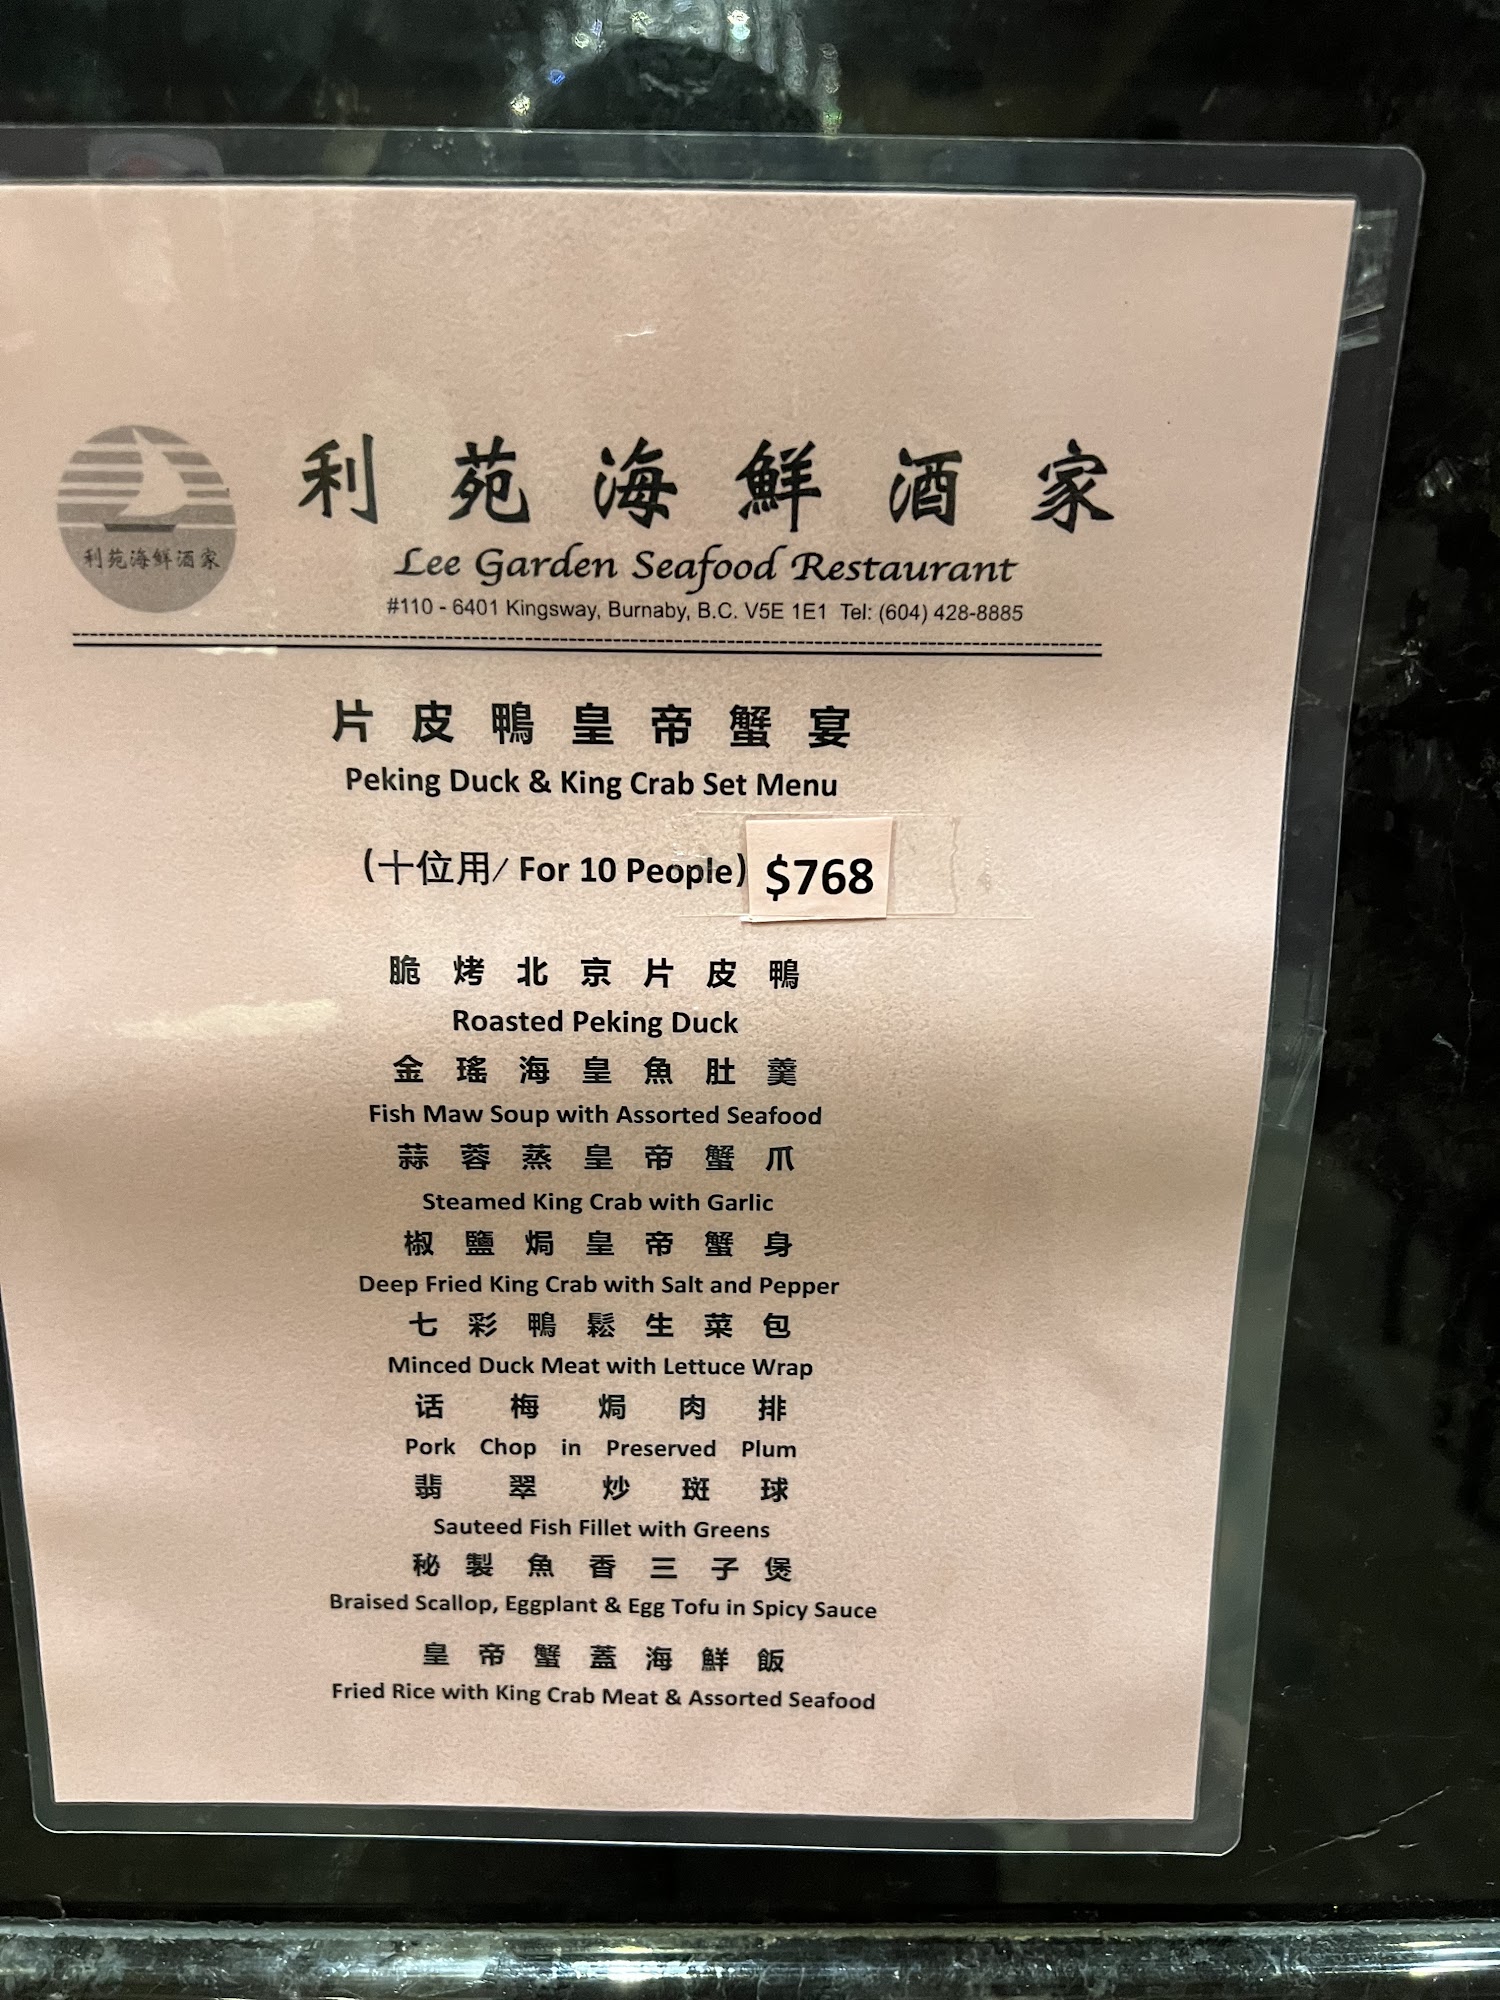 利苑海鮮酒家
利苑海鮮酒家
Lee Garden Seafood Restaurant
#110 - 6401 Kingsway, Burnaby, B.C. V5E 1E1 Tel: (604) 428-8885
片皮鴨皇帝蟹宴
Peking Duck & King Crab Set Menu
(十位用/ For 10 People) $768
脆烤北京片皮鴨
Roasted Peking Duck
金瑤海皇魚肚羹
Fish Maw Soup with Assorted Seafood
蒜蓉蒸皇帝蟹爪
Steamed King Crab with Garlic
椒鹽焗皇帝蟹身
Deep Fried King Crab with Salt and Pepper
七彩鴨鬆生菜包
Minced Duck Meat with Lettuce Wrap
话梅焗肉排
Pork Chop in Preserved Plum
翡翠炒斑球
Sauteed Fish Fillet with Greens
秘製魚香三子煲
Braised Scallop, Eggplant & Egg Tofu in Spicy Sauce
皇帝蟹蓋海鮮飯
Fried Rice with King Crab Meat & Assorted Seafood